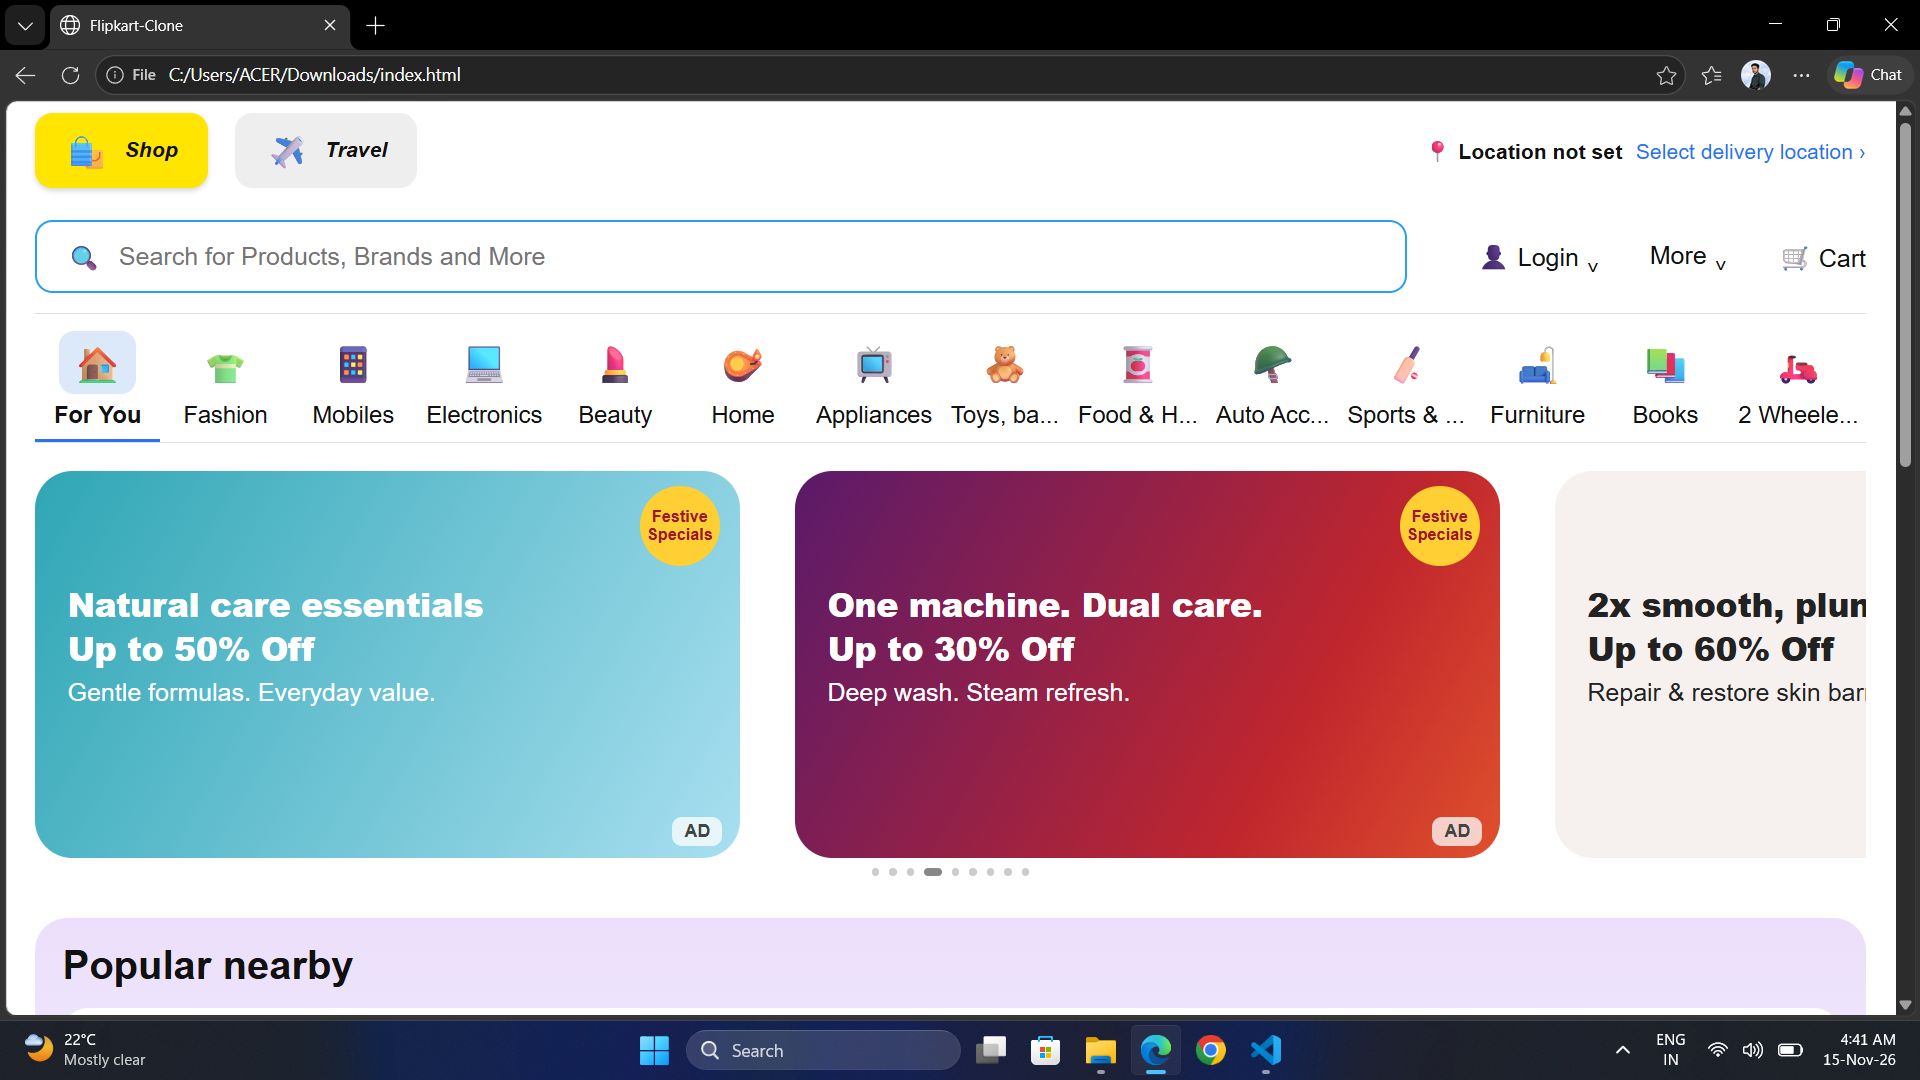 Flipkart-Clone
File C:/Users/ACER/Downloads/index.html
Chat
Shop
Travel
Location not set Select delivery location ›
Search for Products, Brands and More
Login v
More v
Cart
For You
Fashion
Mobiles
Electronics
Beauty
Home
Appliances
Toys, ba...
Food & H...
Auto Acc...
Sports & ...
Furniture
Books
2 Wheele...
Festive
Specials
Natural care essentials
Up to 50% Off
Gentle formulas. Everyday value.
AD
Festive
Specials
One machine. Dual care.
Up to 30% Off
Deep wash. Steam refresh.
AD
2x smooth, plum
Up to 60% Off
Repair & restore skin barr
Popular nearby
22°C
Mostly clear
Search
ENG
IN
4:41 AM
15-Nov-26